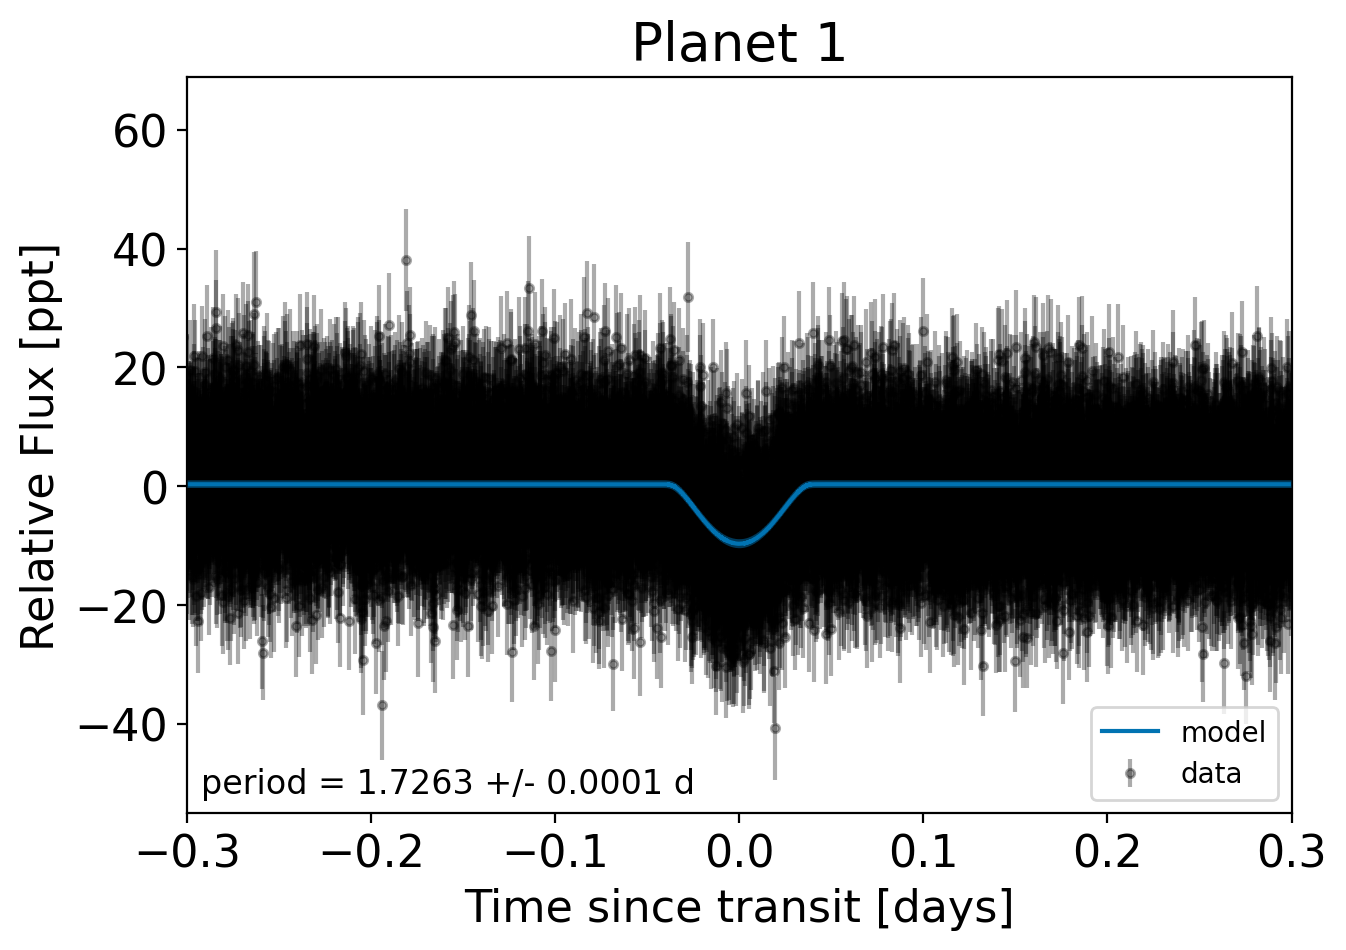 Planet 1
Relative Flux [ppt]
60
40
20
0
−20
−40
period = 1.7263 +/- 0.0001 d
model
data
−0.3
−0.2
−0.1
0.0
0.1
0.2
0.3
Time since transit [days]